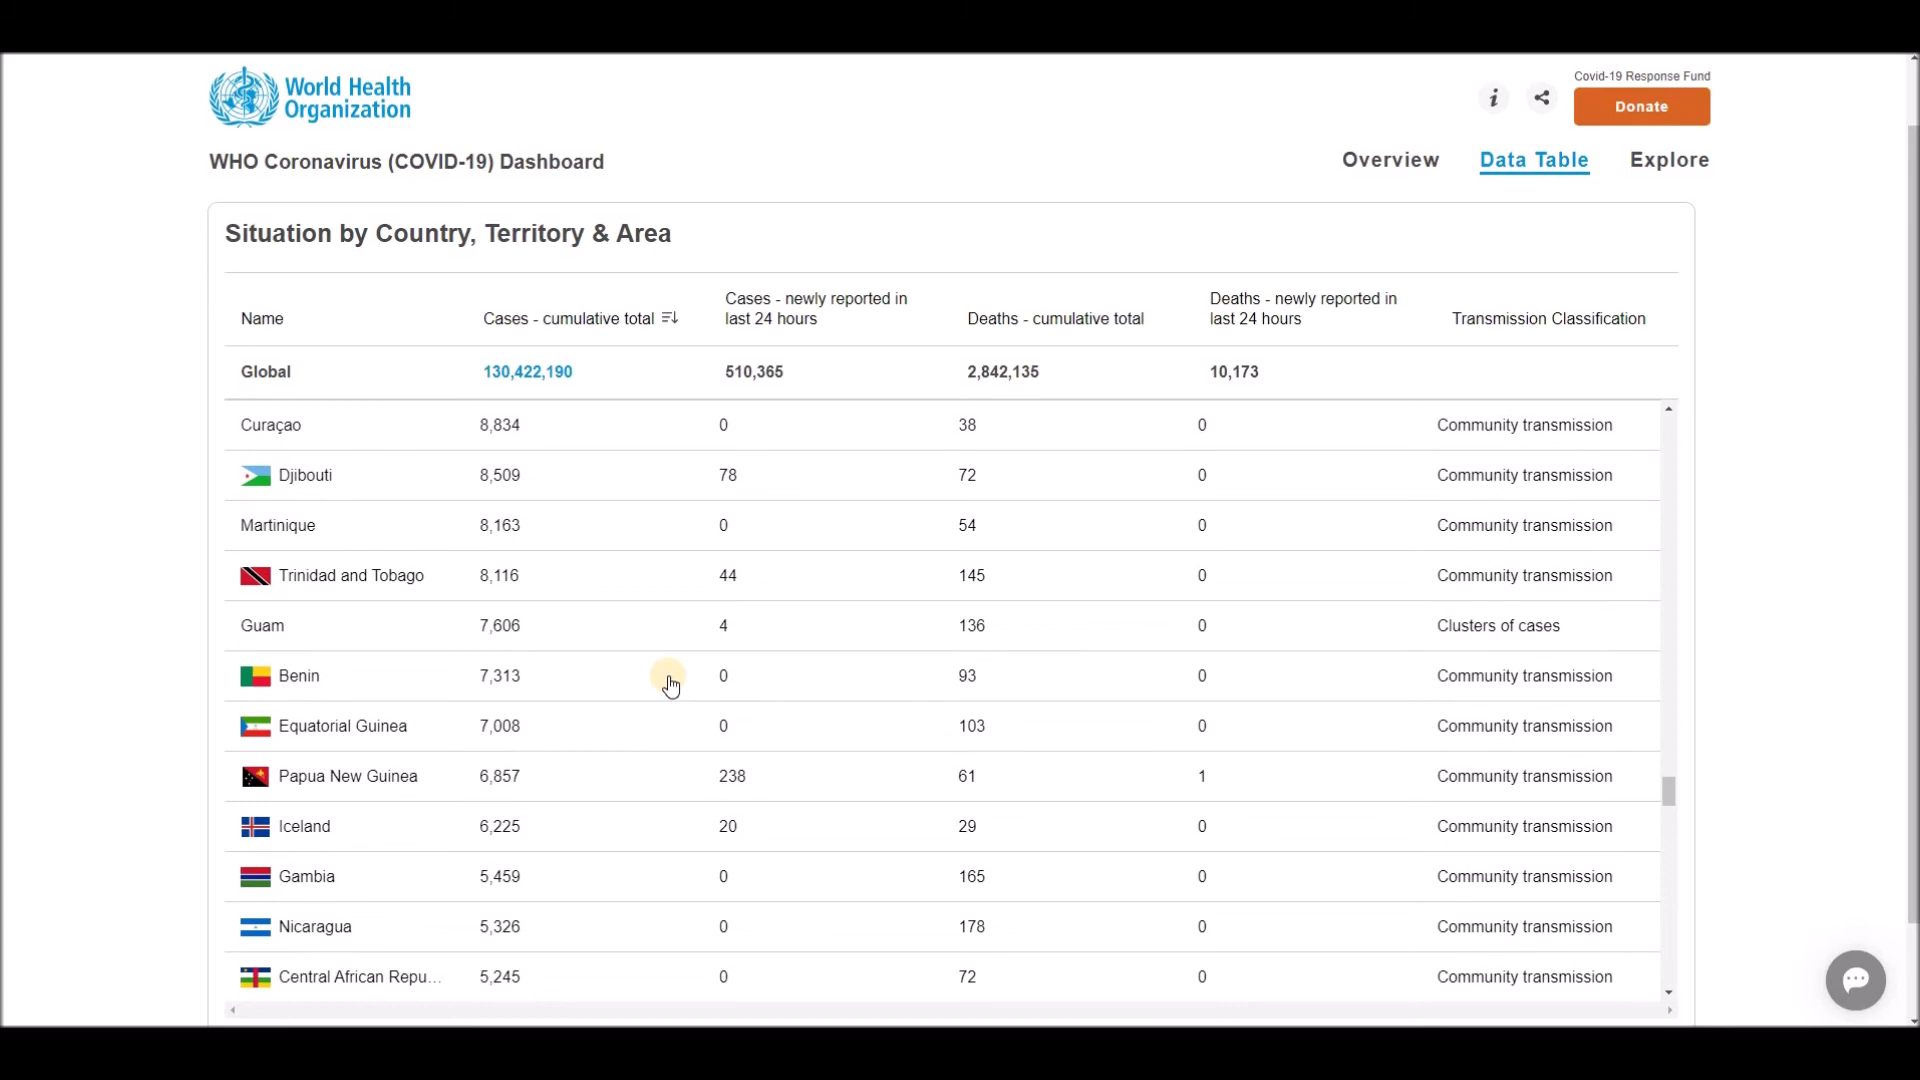 World Health
Organization
Covid-19 Response Fund
Donate
WHO Coronavirus (COVID-19) Dashboard
Overview
Data Table
Explore
Situation by Country, Territory & Area
Name
Cases - cumulative total
Cases - newly reported in
last 24 hours
Deaths - cumulative total
Deaths - newly reported in
last 24 hours
Transmission Classification
Global 130,422,190 510,365 2,842,135 10,173
Curaçao 8,834 0 38 0 Community transmission
Djibouti 8,509 78 72 0 Community transmission
Martinique 8,163 0 54 0 Community transmission
Trinidad and Tobago 8,116 44 145 0 Community transmission
Guam 7,606 4 136 0 Clusters of cases
Benin 7,313 0 93 0 Community transmission
Equatorial Guinea 7,008 0 103 0 Community transmission
Papua New Guinea 6,857 238 61 1 Community transmission
Iceland 6,225 20 29 0 Community transmission
Gambia 5,459 0 165 0 Community transmission
Nicaragua 5,326 0 178 0 Community transmission
Central African Repu... 5,245 0 72 0 Community transmission